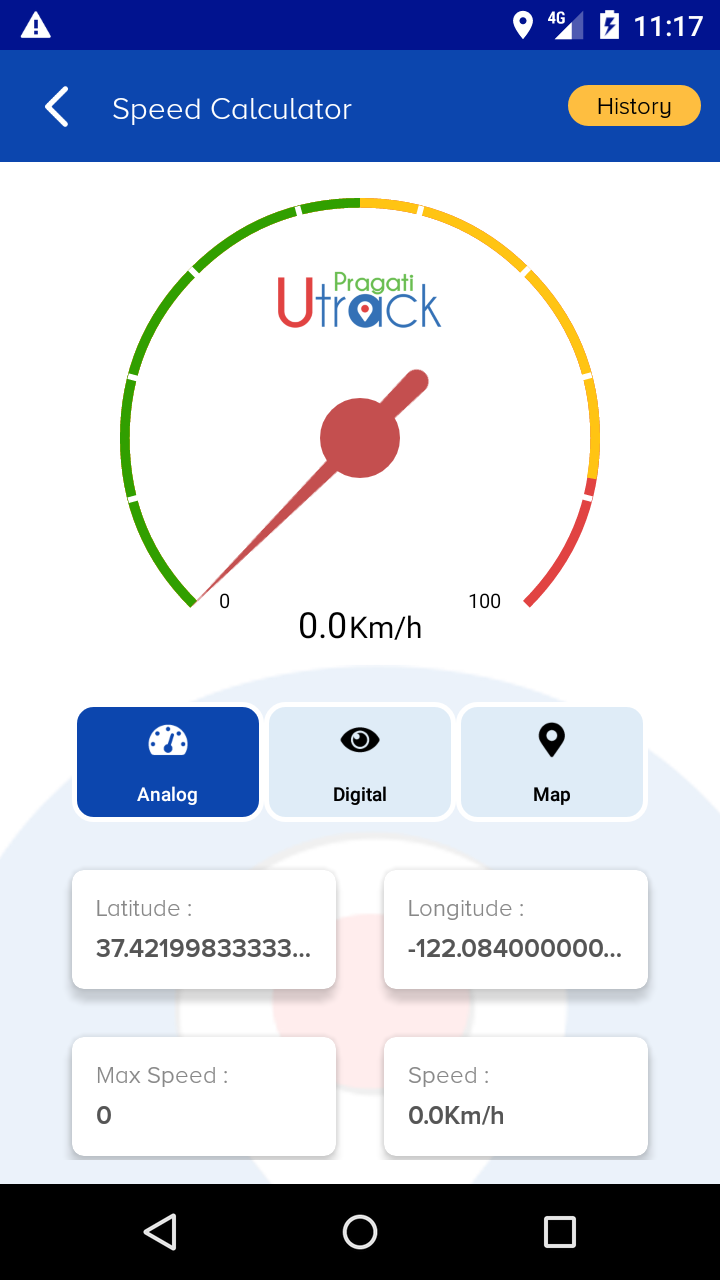 4G 11:17
Speed Calculator
History
Pragati
Utrack
0
100
0.0Km/h
Analog
Digital
Map
Latitude :
Longitude :
37.42199833333...
-122.084000000...
Max Speed :
Speed :
0
0.0Km/h